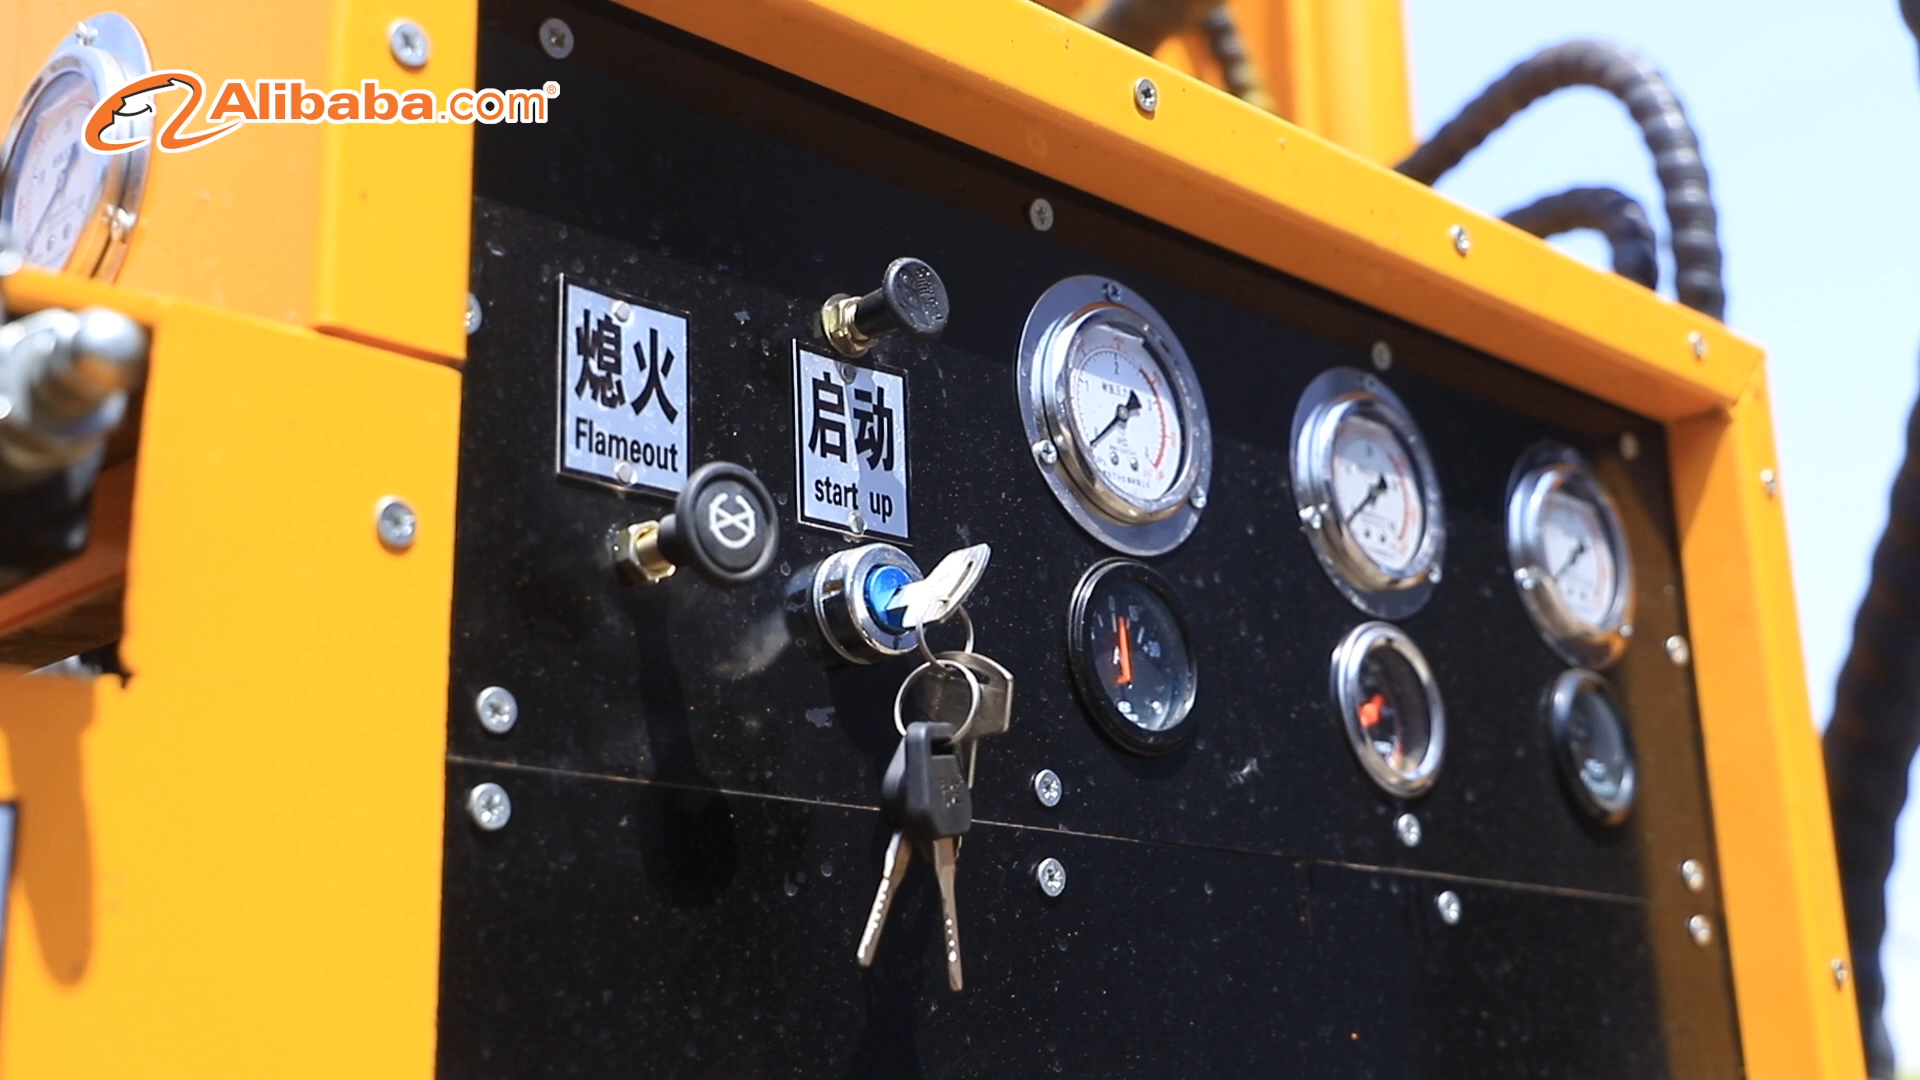 Alibaba.com®
熄火
Flameout
启动
start up